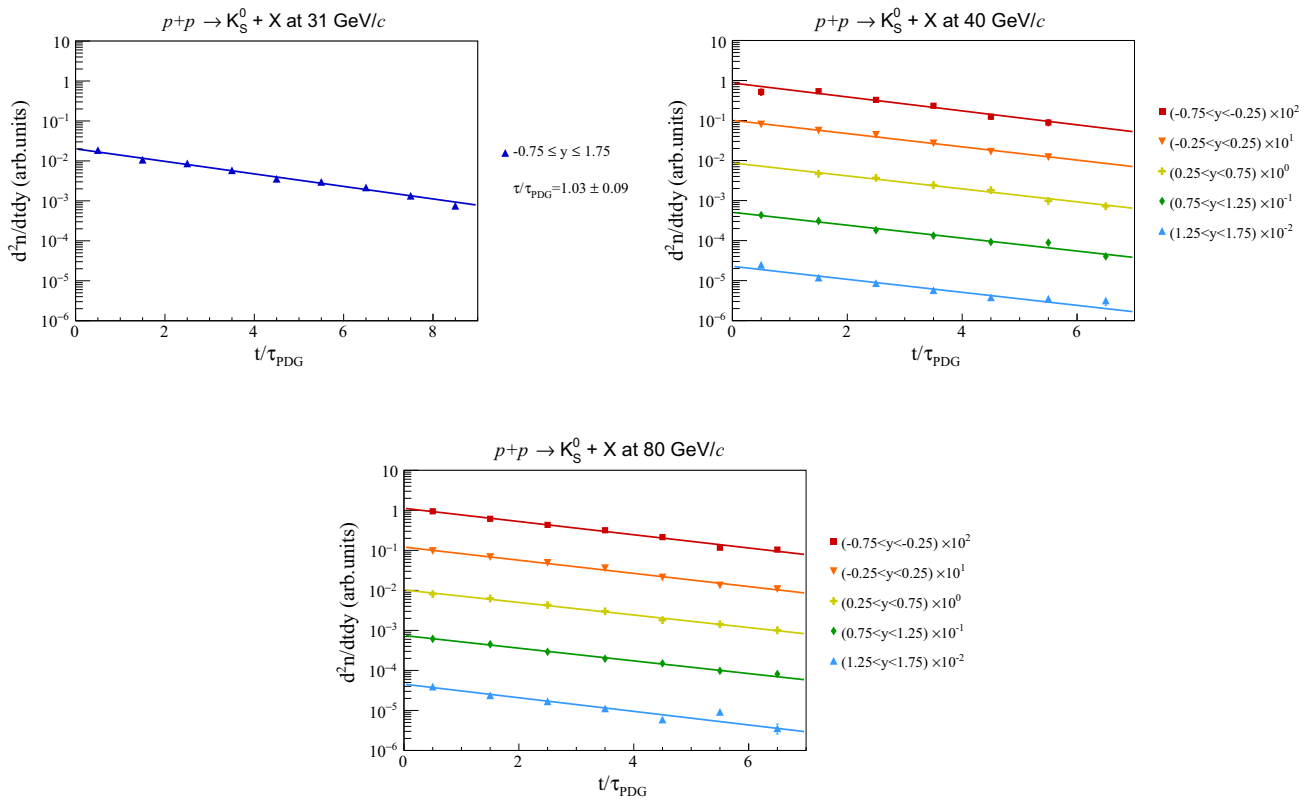 p+p → K⁰_S + X at 31 GeV/c
d²n/dtdy (arb.units)
10
1
10⁻¹
10⁻²
10⁻³
10⁻⁴
10⁻⁵
10⁻⁶
0 2 4 6 8
t/τ_PDG
-0.75 ≤ y ≤ 1.75
τ/τ_PDG=1.03 ± 0.09
p+p → K⁰_S + X at 40 GeV/c
d²n/dtdy (arb.units)
10
1
10⁻¹
10⁻²
10⁻³
10⁻⁴
10⁻⁵
10⁻⁶
0 2 4 6
t/τ_PDG
(-0.75<y<-0.25) ×10²
(-0.25<y<0.25) ×10¹
(0.25<y<0.75) ×10⁰
(0.75<y<1.25) ×10⁻¹
(1.25<y<1.75) ×10⁻²
p+p → K⁰_S + X at 80 GeV/c
d²n/dtdy (arb.units)
10
1
10⁻¹
10⁻²
10⁻³
10⁻⁴
10⁻⁵
10⁻⁶
0 2 4 6
t/τ_PDG
(-0.75<y<-0.25) ×10²
(-0.25<y<0.25) ×10¹
(0.25<y<0.75) ×10⁰
(0.75<y<1.25) ×10⁻¹
(1.25<y<1.75) ×10⁻²